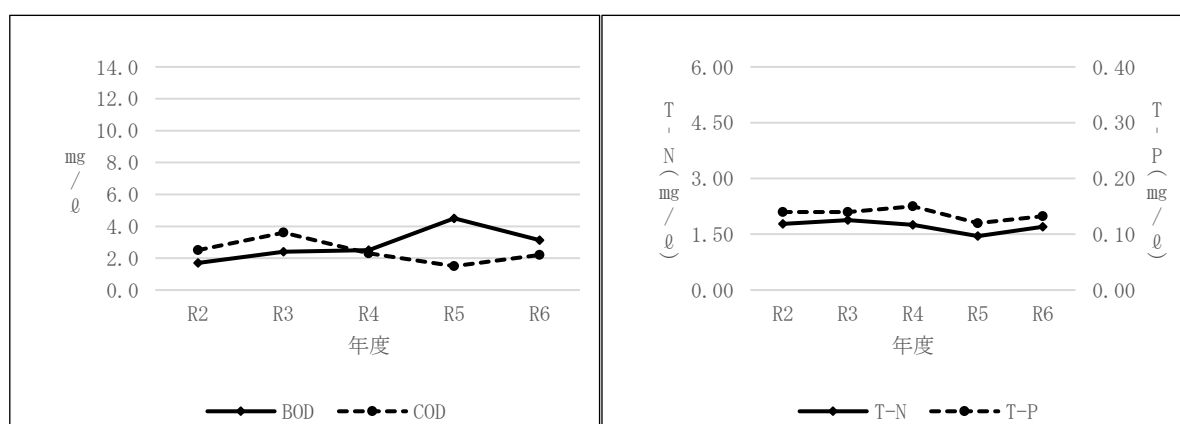 14.0
12.0
10.0
8.0
6.0
4.0
2.0
0.0
mg/ℓ
R2 R3 R4 R5 R6
年度
BOD COD
6.00
4.50
3.00
1.50
0.00
T-N(mg/ℓ)
0.40
0.30
0.20
0.10
0.00
T-P(mg/ℓ)
R2 R3 R4 R5 R6
年度
T-N T-P